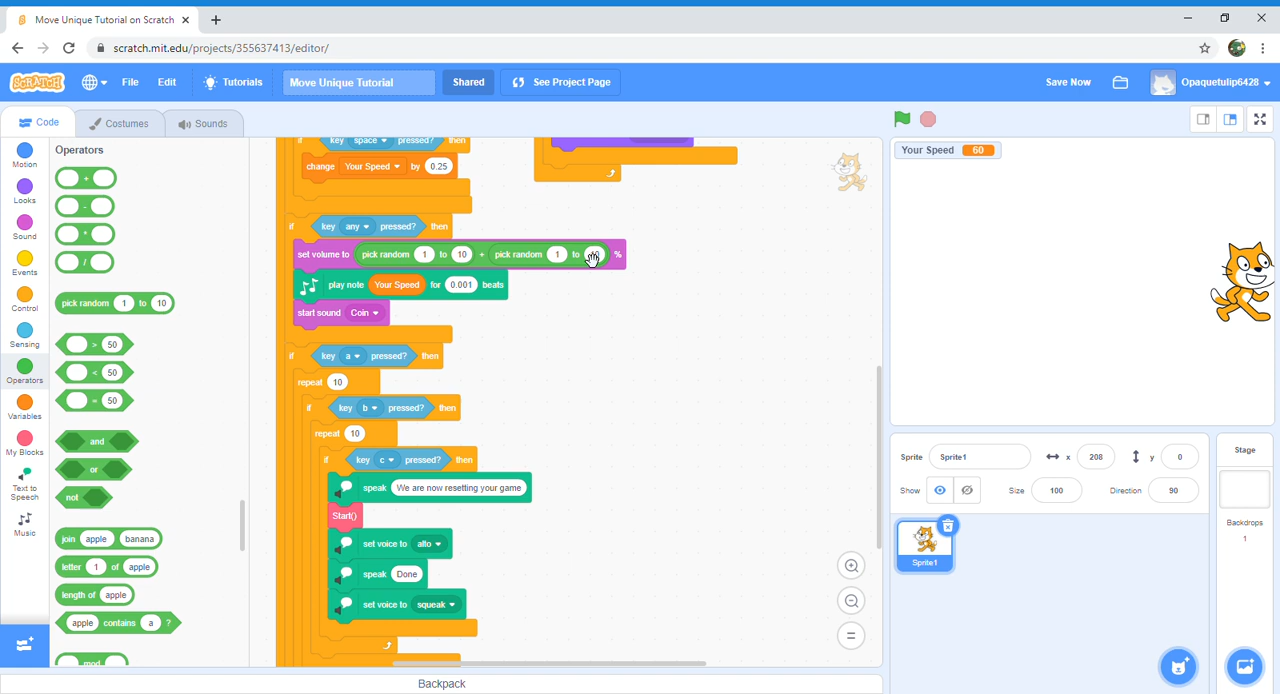 Move Unique Tutorial on Scratch
scratch.mit.edu/projects/355637413/editor/
SCRATCH File Edit Tutorials Move Unique Tutorial Shared See Project Page Save Now Opaquetulip6428
Code Costumes Sounds
Motion
Looks
Sound
Events
Control
Sensing
Operators
Variables
My Blocks
Text to
Speech
Music
Operators
+
-
*
/
pick random 1 to 10
> 50
< 50
= 50
and
or
not
join apple banana
letter 1 of apple
length of apple
apple contains a ?
mod
if key space pressed? then
change Your Speed by 0.25
if key any pressed? then
set volume to pick random 1 to 10 + pick random 1 to %
play note Your Speed for 0.001 beats
start sound Coin
if key a pressed? then
repeat 10
if key b pressed? then
repeat 10
if key c pressed? then
speak We are now resetting your game
Start()
set voice to alto
speak Done
set voice to squeak
Backpack
Your Speed 60
Sprite Sprite1 x 208 y 0
Show Size 100 Direction 90
Sprite1
Stage
Backdrops
1